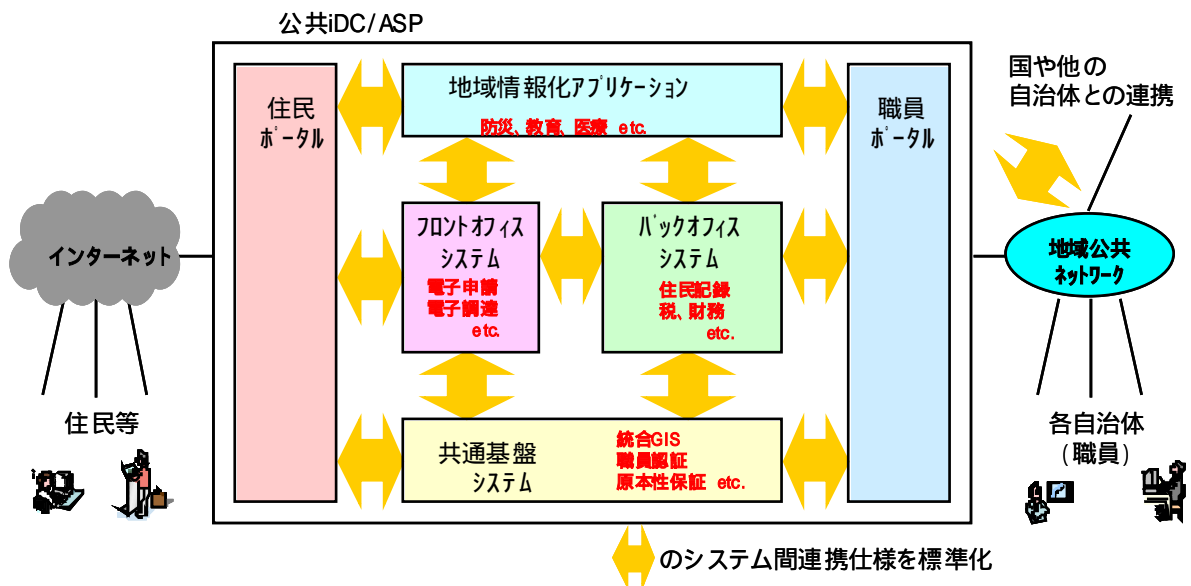 公共iDC/ASP
住民
ﾎﾟｰﾀﾙ
地域情報化ｱﾌﾟﾘｹｰｼｮﾝ
防災、教育、医療 etc.
職員
ﾎﾟｰﾀﾙ
国や他の
自治体との連携
ﾌﾛﾝﾄｵﾌｨｽ
ｼｽﾃﾑ
電子申請
電子調達
etc.
ﾊﾞｯｸｵﾌｨｽ
ｼｽﾃﾑ
住民記録
税、財務
etc.
インターネット
地域公共
ﾈｯﾄﾜｰｸ
住民等
共通基盤
ｼｽﾃﾑ
統合GIS
職員認証
原本性保証 etc.
各自治体
(職員)
のシステム間連携仕様を標準化